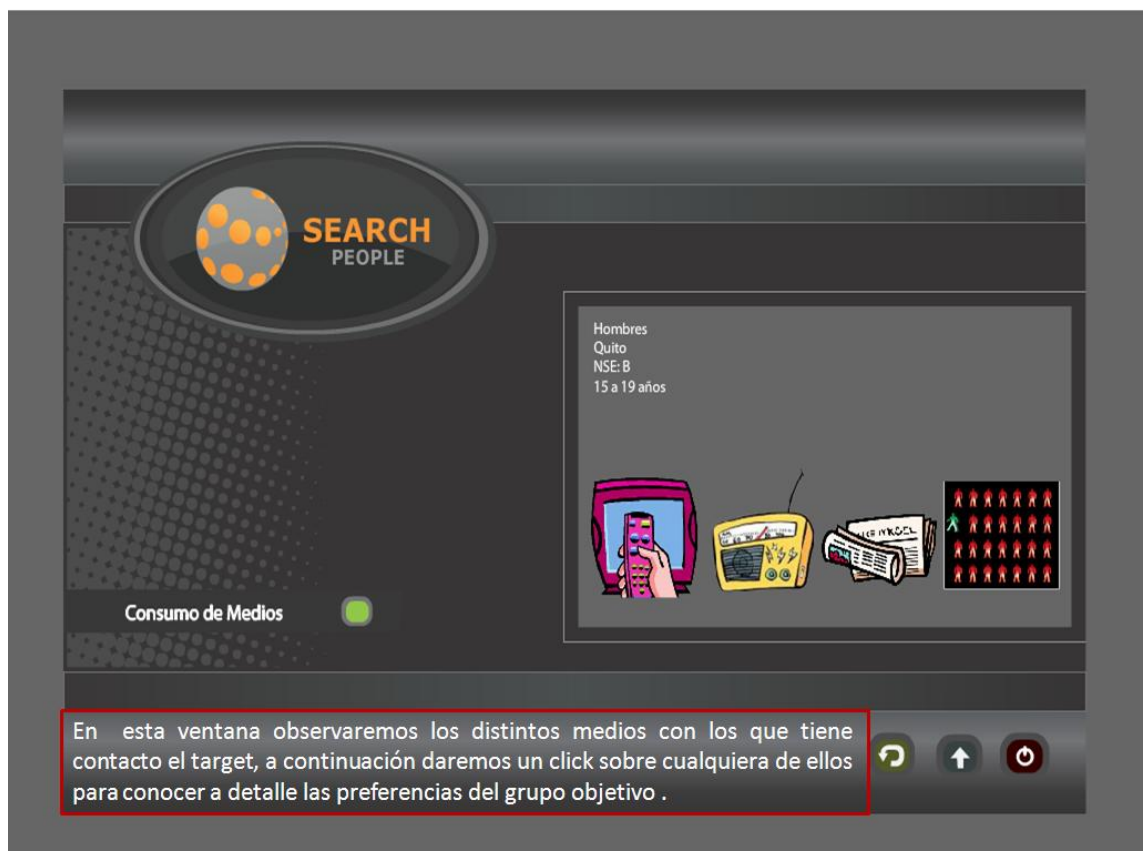 SEARCH
PEOPLE
Hombres
Quito
NSE: B
15 a 19 años
Consumo de Medios
En esta ventana observaremos los distintos medios con los que tiene
contacto el target, a continuación daremos un click sobre cualquiera de ellos
para conocer a detalle las preferencias del grupo objetivo .